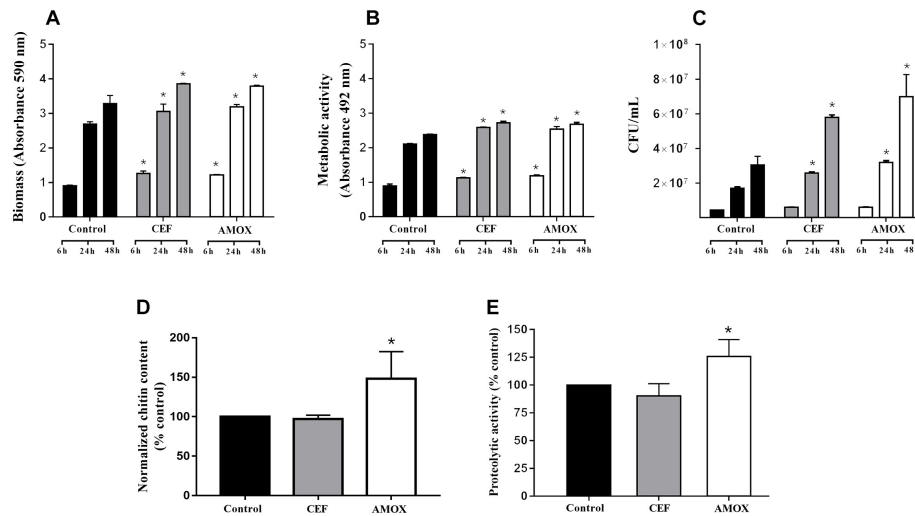 A
Biomass (Absorbance 590 nm)
5
4
3
2
1
0
*
*
*
*
*
*
Control CEF AMOX
6h 24h 48h 6h 24h 48h 6h 24h 48h
B
Metabolic activity
(Absorbance 492 nm)
5
4
3
2
1
0
*
*
*
*
*
*
Control CEF AMOX
6h 24h 48h 6h 24h 48h 6h 24h 48h
C
CFU/mL
1×10⁸
8×10⁷
6×10⁷
4×10⁷
2×10⁷
*
*
*
*
Control CEF AMOX
6h 24h 48h 6h 24h 48h 6h 24h 48
D
Normalized chitin content
(% control)
200
150
100
50
0
*
Control CEF AMOX
E
Proteolytic activity (% control)
150
125
100
75
50
25
0
*
Control CEF AMOX